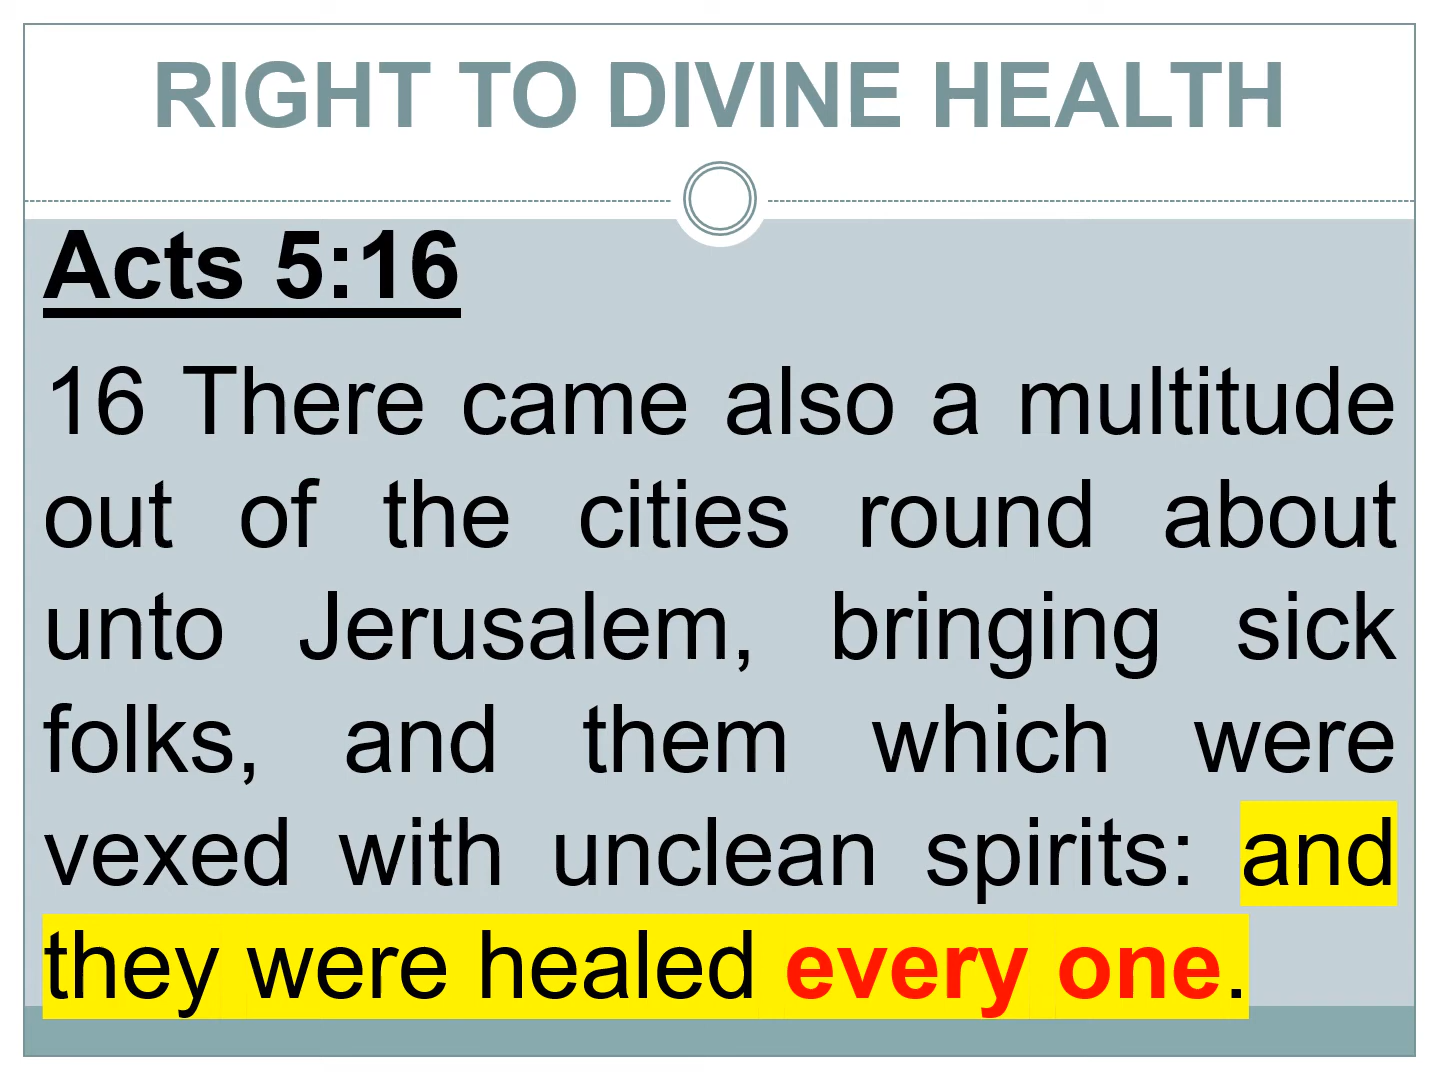 RIGHT TO DIVINE HEALTH
Acts 5:16
16 There came also a multitude
out of the cities round about
unto Jerusalem, bringing sick
folks, and them which were
vexed with unclean spirits: and
they were healed every one.